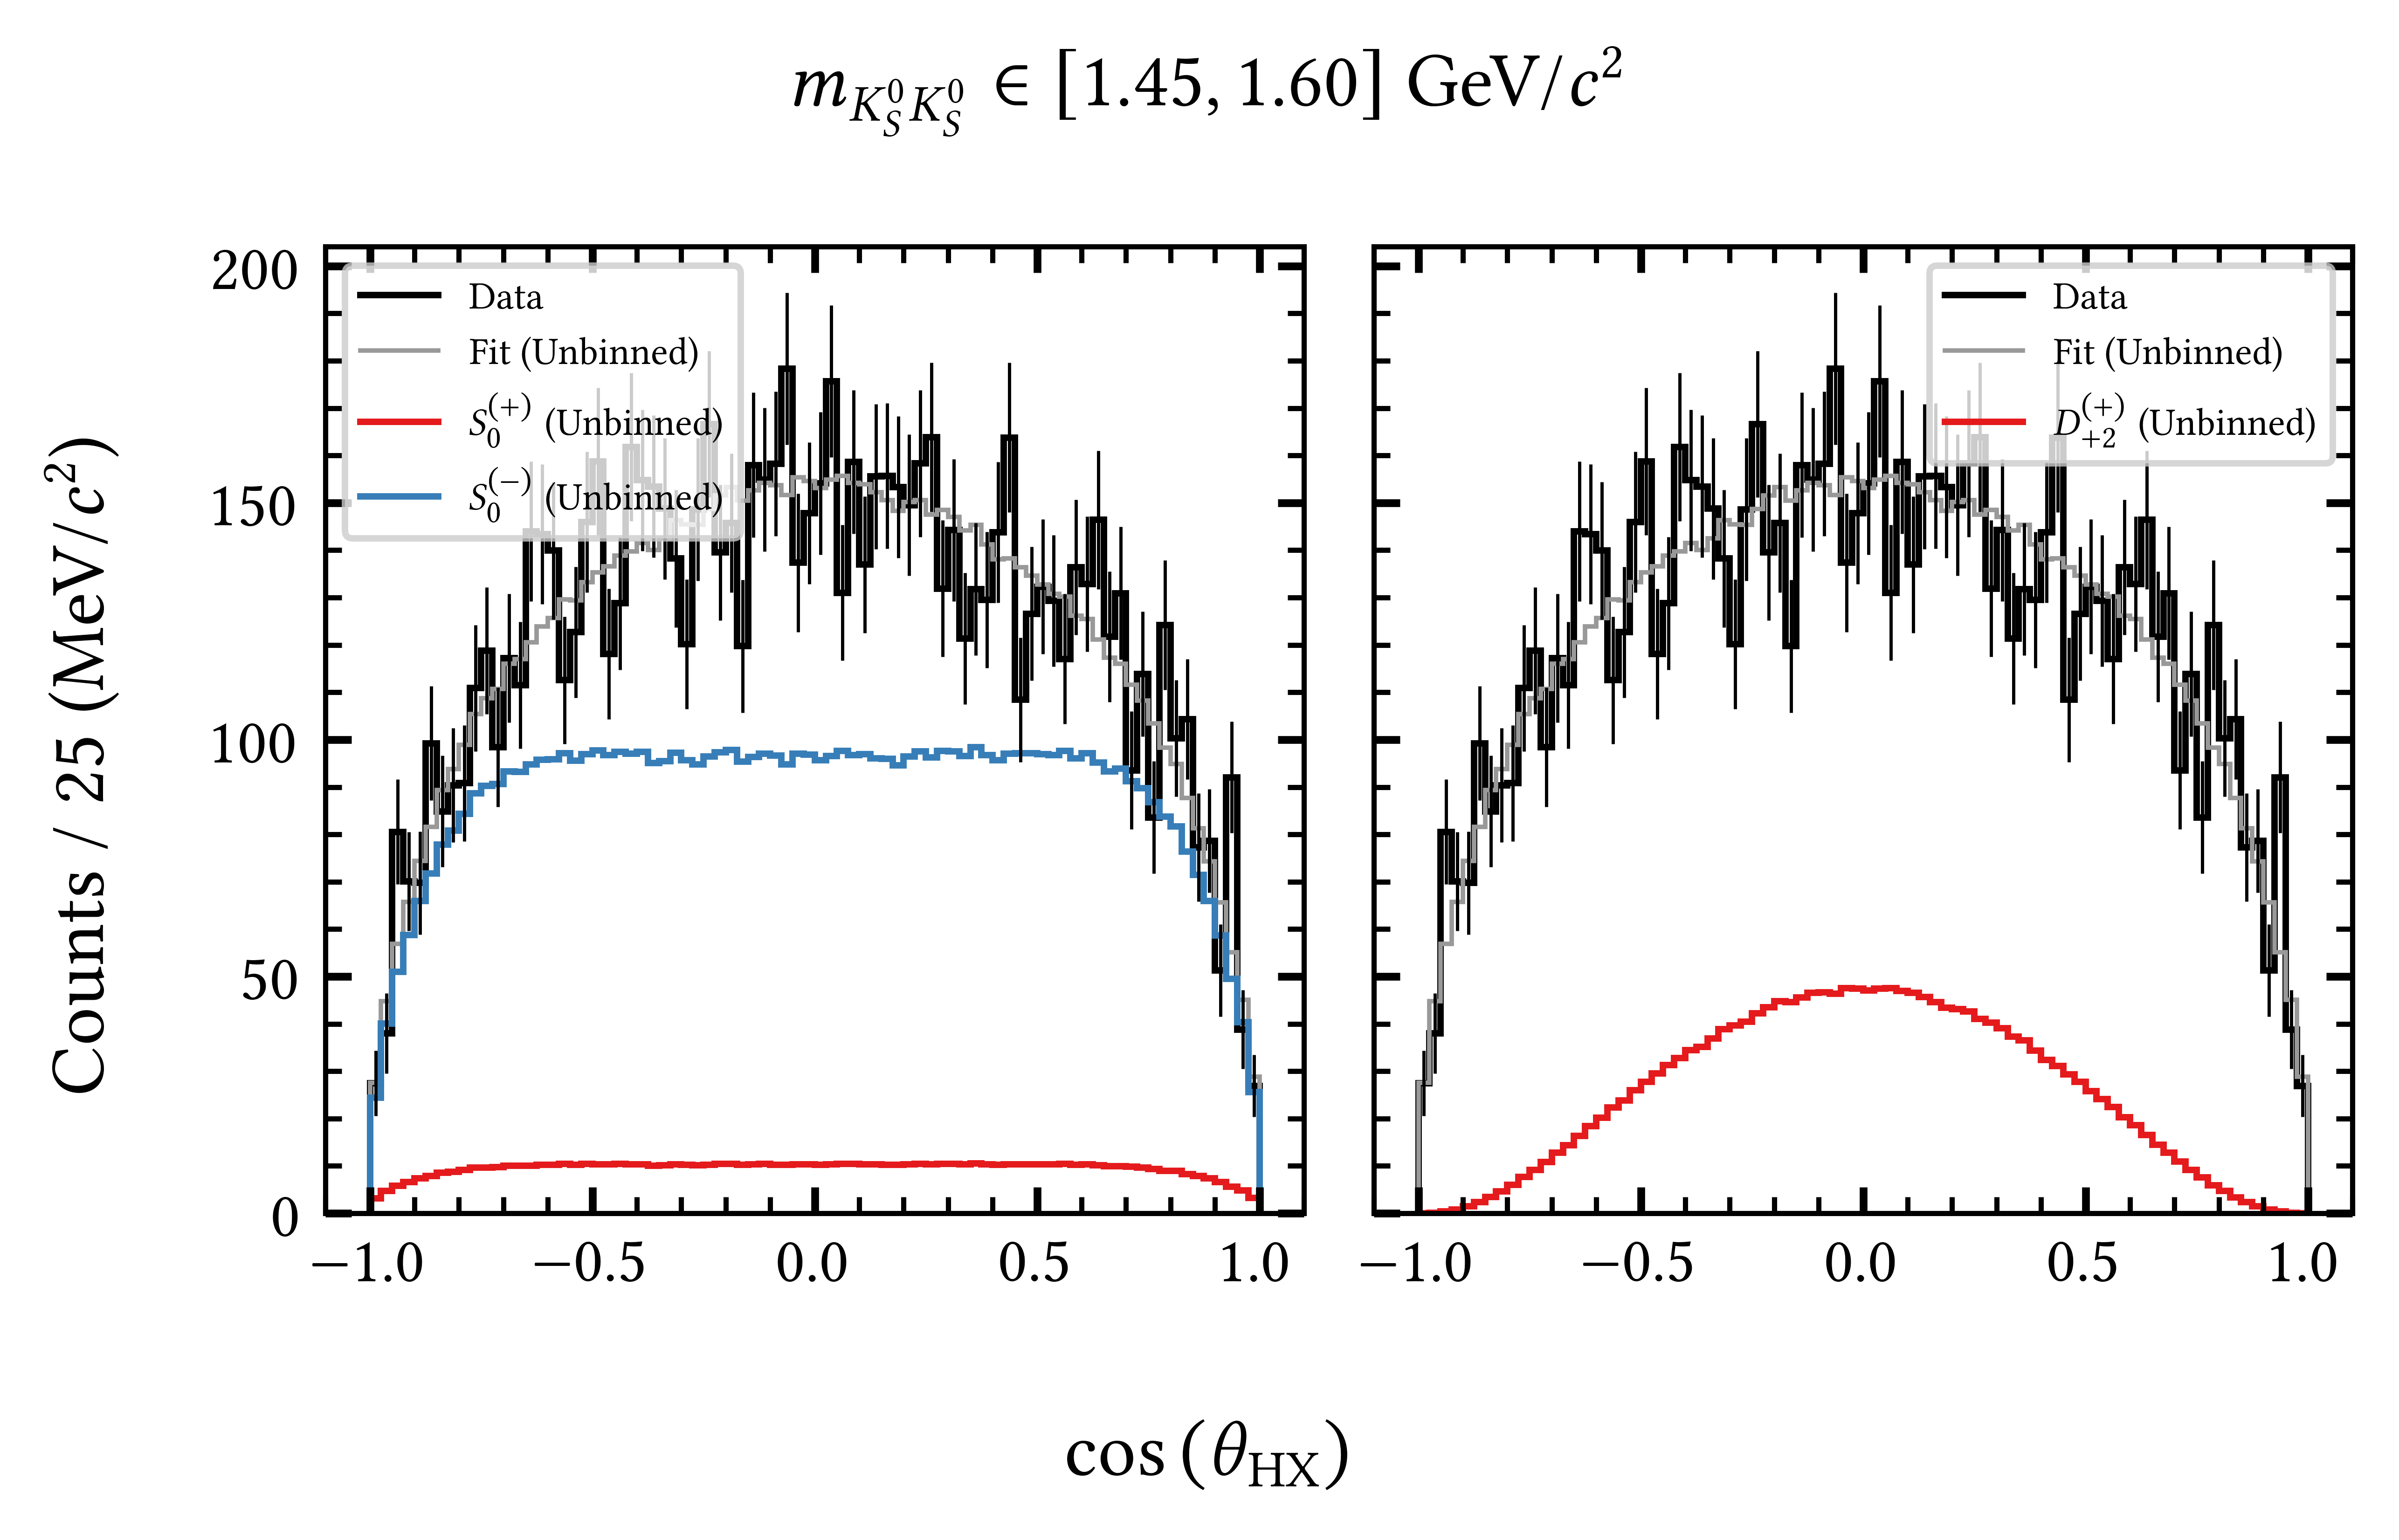 m_{K_S^0 K_S^0} ∈ [1.45, 1.60] GeV/c²
Counts / 25 (MeV/c²)
200
150
100
50
0
Data
Fit (Unbinned)
S_0^{(+)} (Unbinned)
S_0^{(−)} (Unbinned)
−1.0 −0.5 0.0 0.5 1.0
Data
Fit (Unbinned)
D_{+2}^{(+)} (Unbinned)
−1.0 −0.5 0.0 0.5 1.0
cos (θ_{HX})